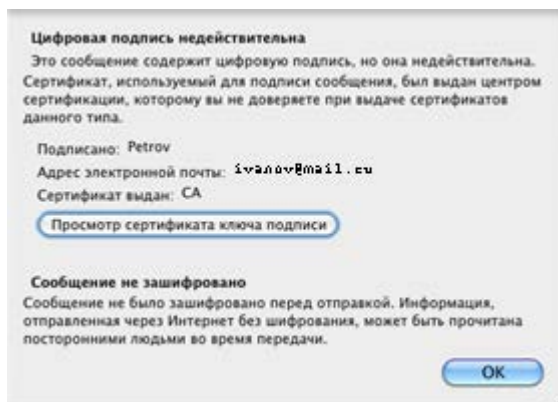 Цифровая подпись недействительна
Это сообщение содержит цифровую подпись, но она недействительна.
Сертификат, используемый для подписи сообщения, был выдан центром
сертификации, которому вы не доверяете при выдаче сертификатов
данного типа.
Подписано: Petrov
Адрес электронной почты: ivanov@mail.ru
Сертификат выдан: CA
Просмотр сертификата ключа подписи
Сообщение не зашифровано
Сообщение не было зашифровано перед отправкой. Информация,
отправленная через Интернет без шифрования, может быть прочитана
посторонними людьми во время передачи.
OK